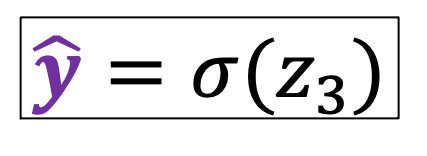 ŷ = σ(z₃)